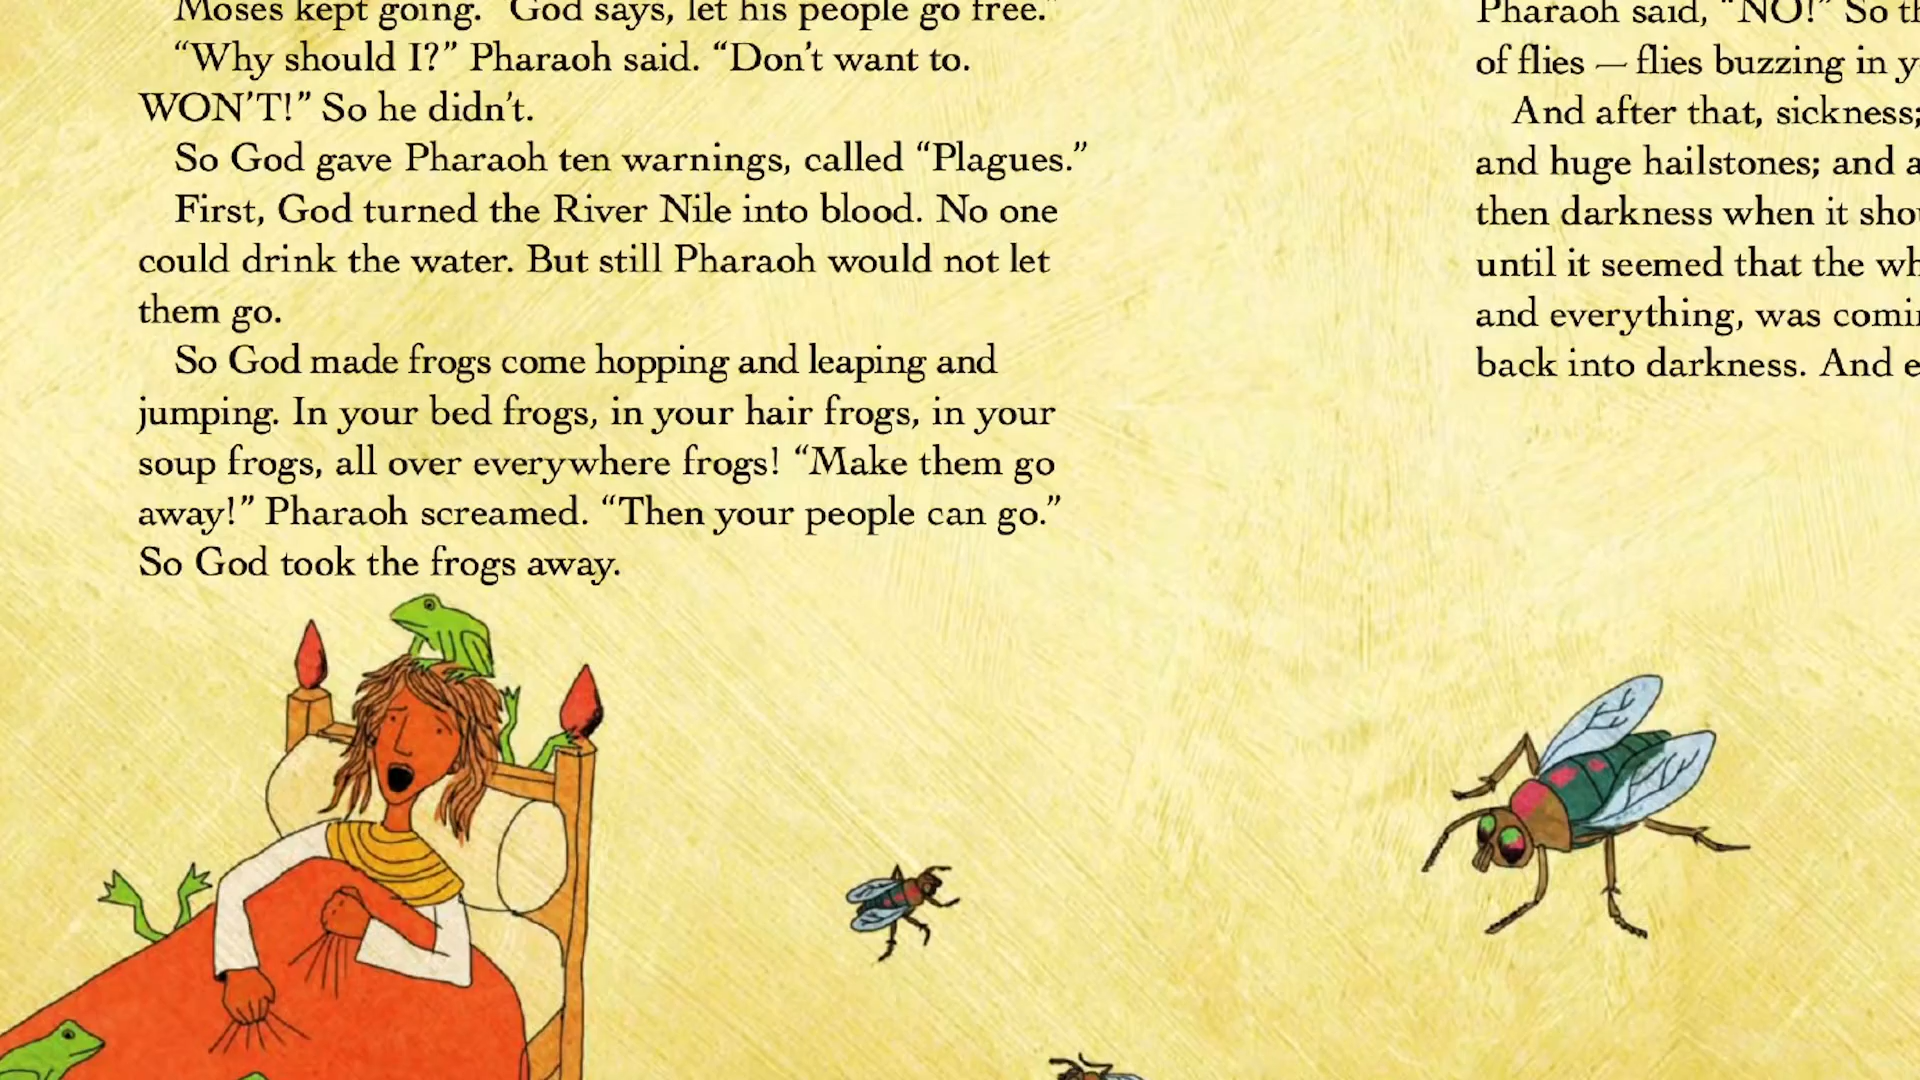 Moses kept going. "God says, let his people go free."
"Why should I?" Pharaoh said. "Don't want to.
WON'T!" So he didn't.
So God gave Pharaoh ten warnings, called "Plagues."
First, God turned the River Nile into blood. No one
could drink the water. But still Pharaoh would not let
them go.
So God made frogs come hopping and leaping and
jumping. In your bed frogs, in your hair frogs, in your
soup frogs, all over everywhere frogs! "Make them go
away!" Pharaoh screamed. "Then your people can go."
So God took the frogs away.
Pharaoh said, "NO!" So
of flies — flies buzzing in
And after that, sickness;
and huge hailstones; and
then darkness when it
until it seemed that the
and everything, was
back into darkness. And